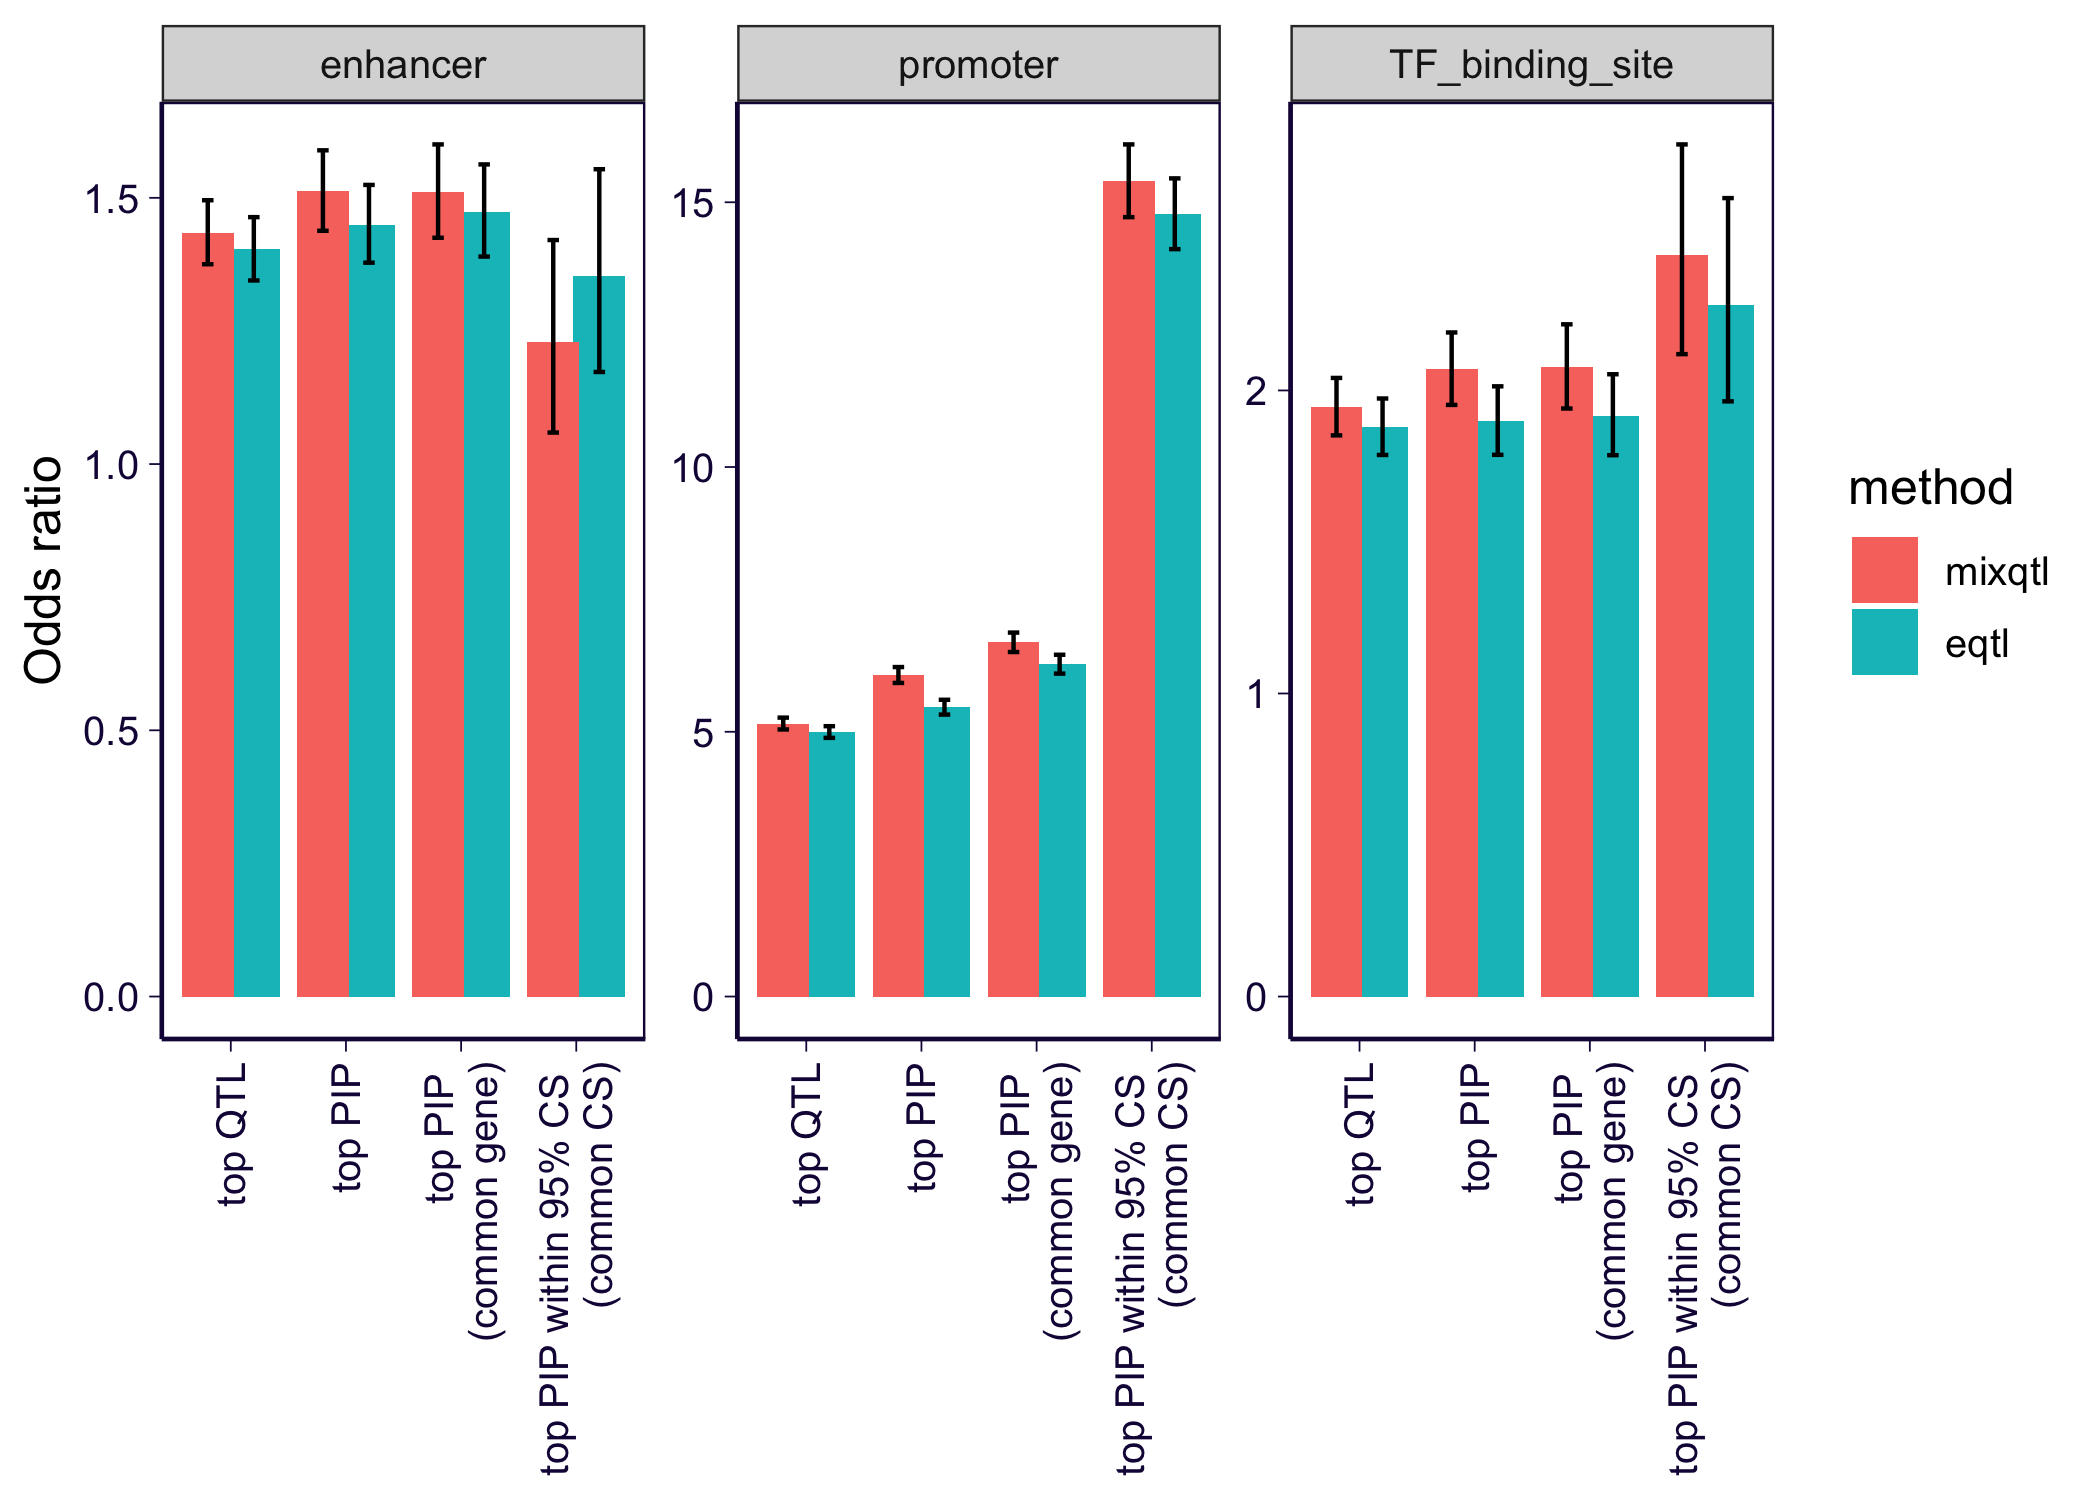 enhancer
promoter
TF_binding_site
Odds ratio
1.5
1.0
0.5
0.0
15
10
5
0
2
1
0
top QTL
top PIP
top PIP
(common gene)
top PIP within 95% CS
(common CS)
top QTL
top PIP
top PIP
(common gene)
top PIP within 95% CS
(common CS)
top QTL
top PIP
top PIP
(common gene)
top PIP within 95% CS
(common CS)
method
mixqtl
eqtl